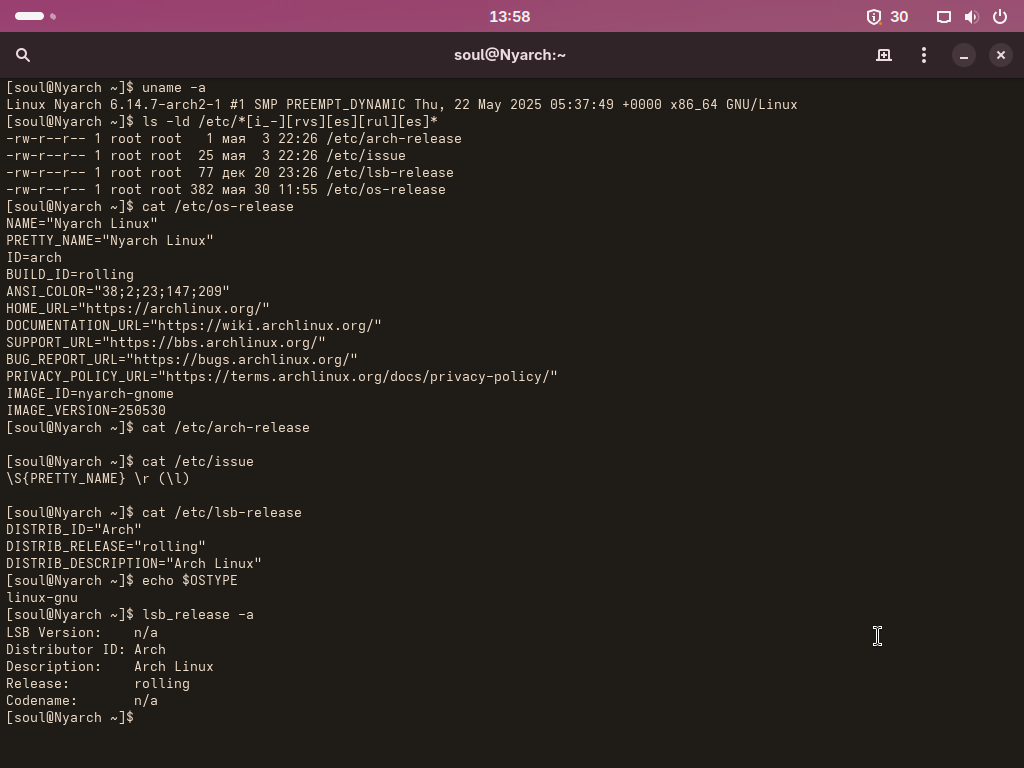 13:58
30
soul@Nyarch:~
[soul@Nyarch ~]$ uname -a
Linux Nyarch 6.14.7-arch2-1 #1 SMP PREEMPT_DYNAMIC Thu, 22 May 2025 05:37:49 +0000 x86_64 GNU/Linux
[soul@Nyarch ~]$ ls -ld /etc/*[i_-][rvs][es][rul][es]*
-rw-r--r-- 1 root root   1 мая  3 22:26 /etc/arch-release
-rw-r--r-- 1 root root  25 мая  3 22:26 /etc/issue
-rw-r--r-- 1 root root  77 дек 20 23:26 /etc/lsb-release
-rw-r--r-- 1 root root 382 мая 30 11:55 /etc/os-release
[soul@Nyarch ~]$ cat /etc/os-release
NAME="Nyarch Linux"
PRETTY_NAME="Nyarch Linux"
ID=arch
BUILD_ID=rolling
ANSI_COLOR="38;2;23;147;209"
HOME_URL="https://archlinux.org/"
DOCUMENTATION_URL="https://wiki.archlinux.org/"
SUPPORT_URL="https://bbs.archlinux.org/"
BUG_REPORT_URL="https://bugs.archlinux.org/"
PRIVACY_POLICY_URL="https://terms.archlinux.org/docs/privacy-policy/"
IMAGE_ID=nyarch-gnome
IMAGE_VERSION=250530
[soul@Nyarch ~]$ cat /etc/arch-release
[soul@Nyarch ~]$ cat /etc/issue
\S{PRETTY_NAME} \r (\l)
[soul@Nyarch ~]$ cat /etc/lsb-release
DISTRIB_ID="Arch"
DISTRIB_RELEASE="rolling"
DISTRIB_DESCRIPTION="Arch Linux"
[soul@Nyarch ~]$ echo $OSTYPE
linux-gnu
[soul@Nyarch ~]$ lsb_release -a
LSB Version:    n/a
Distributor ID: Arch
Description:    Arch Linux
Release:        rolling
Codename:       n/a
[soul@Nyarch ~]$